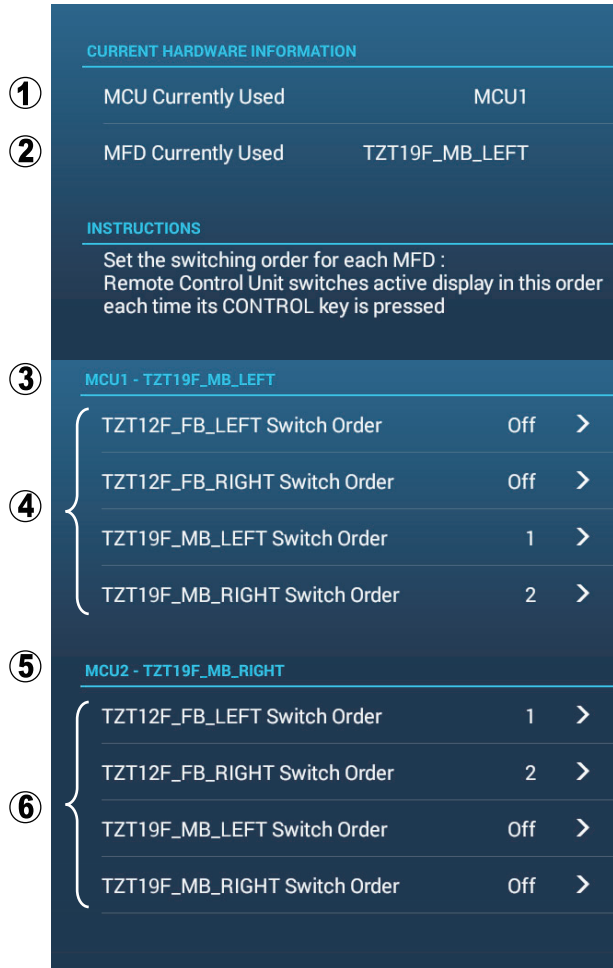 CURRENT HARDWARE INFORMATION
1 MCU Currently Used MCU1
2 MFD Currently Used TZT19F_MB_LEFT
INSTRUCTIONS
Set the switching order for each MFD :
Remote Control Unit switches active display in this order
each time its CONTROL key is pressed
3 MCU1 - TZT19F_MB_LEFT
TZT12F_FB_LEFT Switch Order Off >
TZT12F_FB_RIGHT Switch Order Off >
4
TZT19F_MB_LEFT Switch Order 1 >
TZT19F_MB_RIGHT Switch Order 2 >
5 MCU2 - TZT19F_MB_RIGHT
TZT12F_FB_LEFT Switch Order 1 >
TZT12F_FB_RIGHT Switch Order 2 >
6
TZT19F_MB_LEFT Switch Order Off >
TZT19F_MB_RIGHT Switch Order Off >